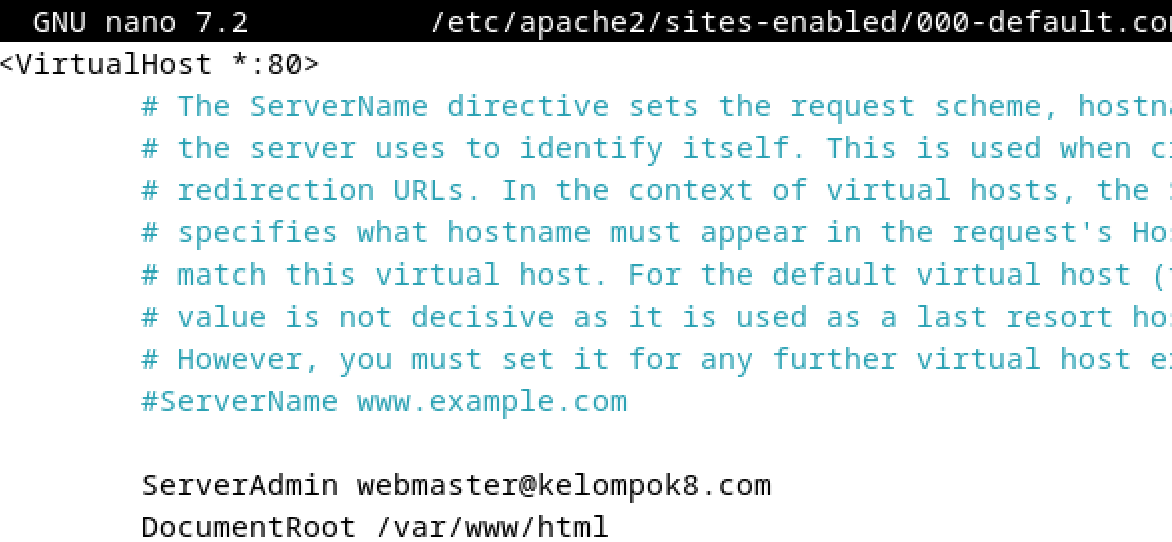 GNU nano 7.2 /etc/apache2/sites-enabled/000-default.co
<VirtualHost *:80>
# The ServerName directive sets the request scheme, hostn
# the server uses to identify itself. This is used when c
# redirection URLs. In the context of virtual hosts, the
# specifies what hostname must appear in the request's Ho
# match this virtual host. For the default virtual host (
# value is not decisive as it is used as a last resort ho
# However, you must set it for any further virtual host e
#ServerName www.example.com
ServerAdmin webmaster@kelompok8.com
DocumentRoot /var/www/html